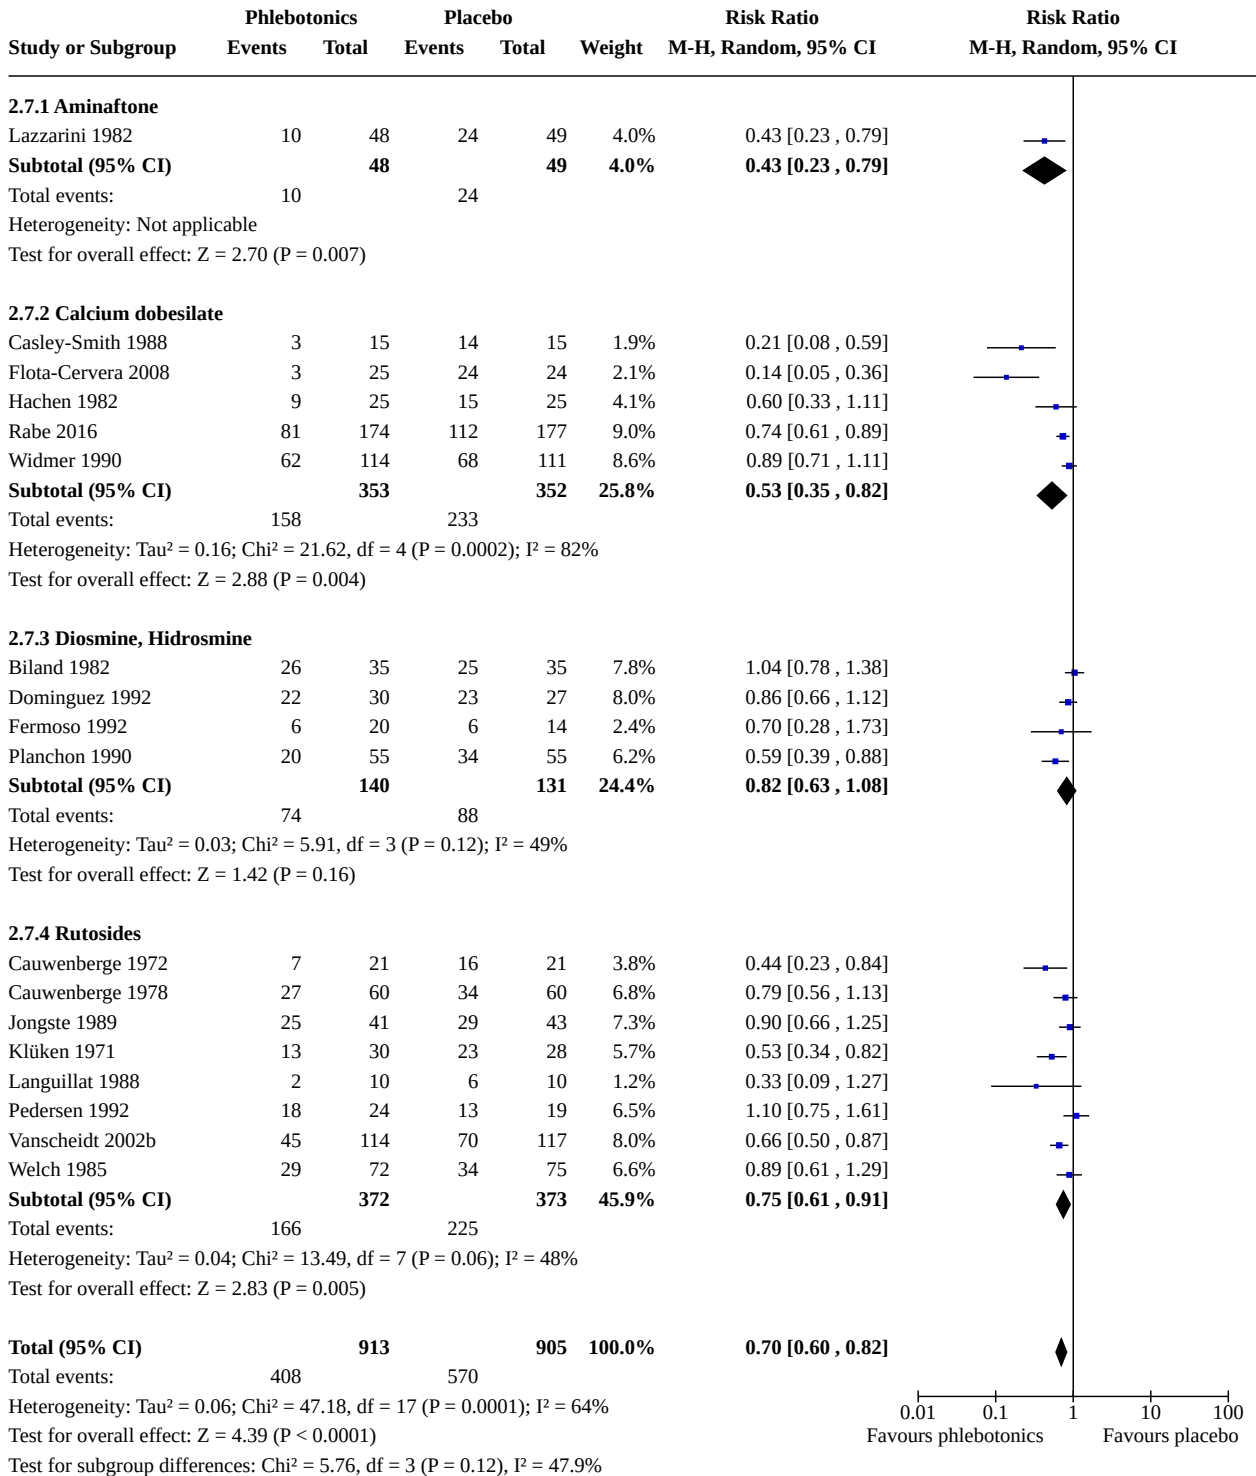 Phlebotonics Placebo Risk Ratio Risk Ratio
Study or Subgroup Events Total Events Total Weight M-H, Random, 95% CI M-H, Random, 95% CI
2.7.1 Aminaftone
Lazzarini 1982 10 48 24 49 4.0% 0.43 [0.23 , 0.79]
Subtotal (95% CI) 48 49 4.0% 0.43 [0.23 , 0.79]
Total events: 10 24
Heterogeneity: Not applicable
Test for overall effect: Z = 2.70 (P = 0.007)
2.7.2 Calcium dobesilate
Casley-Smith 1988 3 15 14 15 1.9% 0.21 [0.08 , 0.59]
Flota-Cervera 2008 3 25 24 24 2.1% 0.14 [0.05 , 0.36]
Hachen 1982 9 25 15 25 4.1% 0.60 [0.33 , 1.11]
Rabe 2016 81 174 112 177 9.0% 0.74 [0.61 , 0.89]
Widmer 1990 62 114 68 111 8.6% 0.89 [0.71 , 1.11]
Subtotal (95% CI) 353 352 25.8% 0.53 [0.35 , 0.82]
Total events: 158 233
Heterogeneity: Tau² = 0.16; Chi² = 21.62, df = 4 (P = 0.0002); I² = 82%
Test for overall effect: Z = 2.88 (P = 0.004)
2.7.3 Diosmine, Hidrosmine
Biland 1982 26 35 25 35 7.8% 1.04 [0.78 , 1.38]
Dominguez 1992 22 30 23 27 8.0% 0.86 [0.66 , 1.12]
Fermoso 1992 6 20 6 14 2.4% 0.70 [0.28 , 1.73]
Planchon 1990 20 55 34 55 6.2% 0.59 [0.39 , 0.88]
Subtotal (95% CI) 140 131 24.4% 0.82 [0.63 , 1.08]
Total events: 74 88
Heterogeneity: Tau² = 0.03; Chi² = 5.91, df = 3 (P = 0.12); I² = 49%
Test for overall effect: Z = 1.42 (P = 0.16)
2.7.4 Rutosides
Cauwenberge 1972 7 21 16 21 3.8% 0.44 [0.23 , 0.84]
Cauwenberge 1978 27 60 34 60 6.8% 0.79 [0.56 , 1.13]
Jongste 1989 25 41 29 43 7.3% 0.90 [0.66 , 1.25]
Klüken 1971 13 30 23 28 5.7% 0.53 [0.34 , 0.82]
Languillat 1988 2 10 6 10 1.2% 0.33 [0.09 , 1.27]
Pedersen 1992 18 24 13 19 6.5% 1.10 [0.75 , 1.61]
Vanscheidt 2002b 45 114 70 117 8.0% 0.66 [0.50 , 0.87]
Welch 1985 29 72 34 75 6.6% 0.89 [0.61 , 1.29]
Subtotal (95% CI) 372 373 45.9% 0.75 [0.61 , 0.91]
Total events: 166 225
Heterogeneity: Tau² = 0.04; Chi² = 13.49, df = 7 (P = 0.06); I² = 48%
Test for overall effect: Z = 2.83 (P = 0.005)
Total (95% CI) 913 905 100.0% 0.70 [0.60 , 0.82]
Total events: 408 570
Heterogeneity: Tau² = 0.06; Chi² = 47.18, df = 17 (P = 0.0001); I² = 64%
0.01 0.1 1 10 100
Test for overall effect: Z = 4.39 (P < 0.0001)
Favours phlebotonics Favours placebo
Test for subgroup differences: Chi² = 5.76, df = 3 (P = 0.12), I² = 47.9%